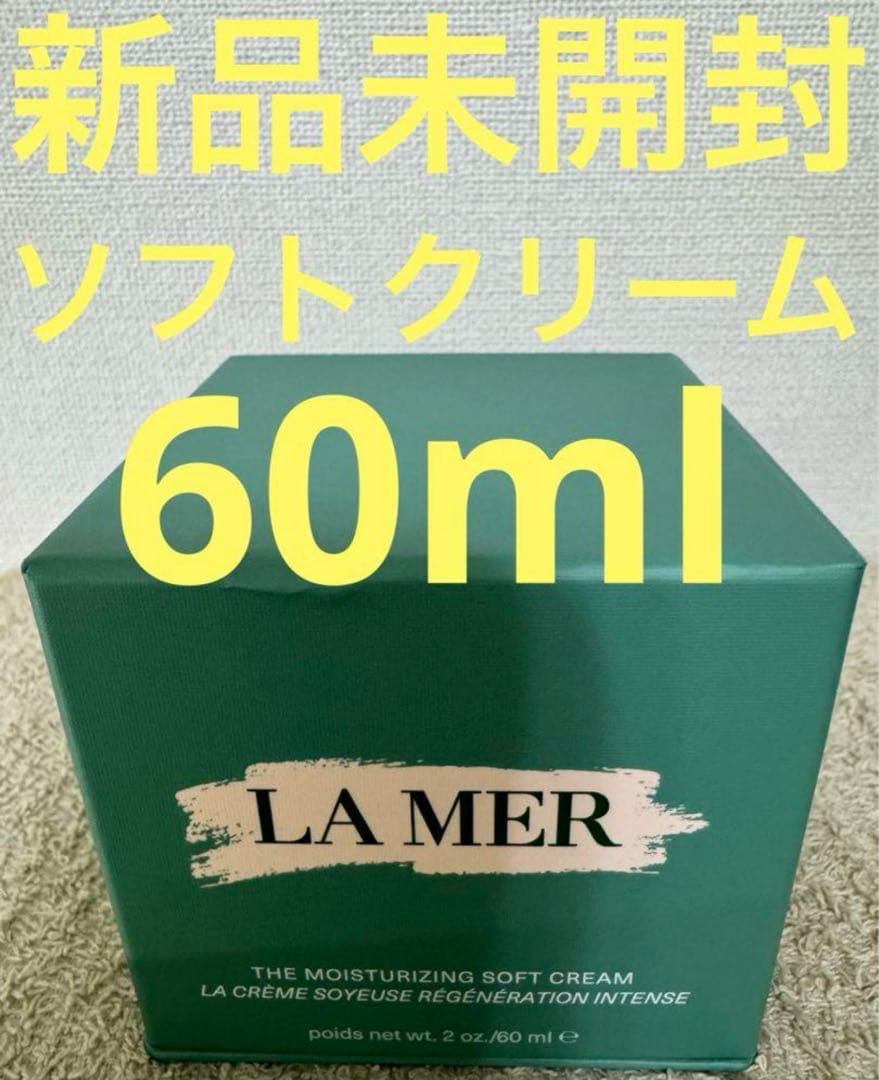 新品未開封
ソフトクリーム
60ml
LA MER
THE MOISTURIZING SOFT CREAM
LA CRÈME SOYEUSE RÉGÉNÉRATION INTENSE
poids net wt. 2 oz./60 ml ℮